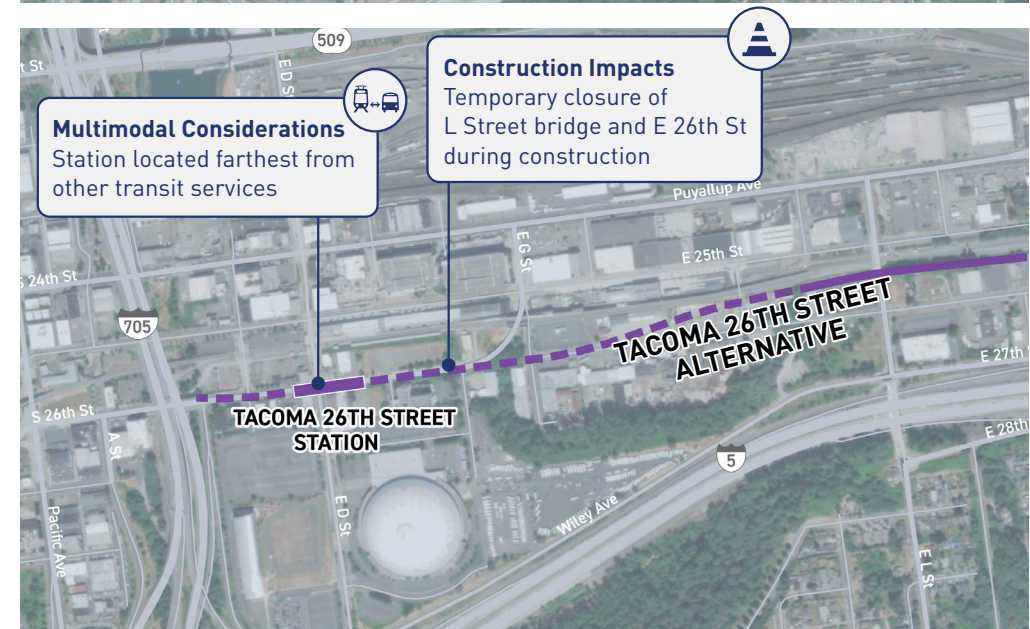 509
t St
E D St
Construction Impacts
Temporary closure of
L Street bridge and E 26th St
during construction
Multimodal Considerations
Station located farthest from
other transit services
Puyallup Ave
E G St
E 25th St
S 24th St
705
TACOMA 26TH STREET
ALTERNATIVE
E 27th
S 26th St
TACOMA 26TH STREET
STATION
A St
E 28th
5
Pacific Ave
E D St
Wiley Ave
E L St